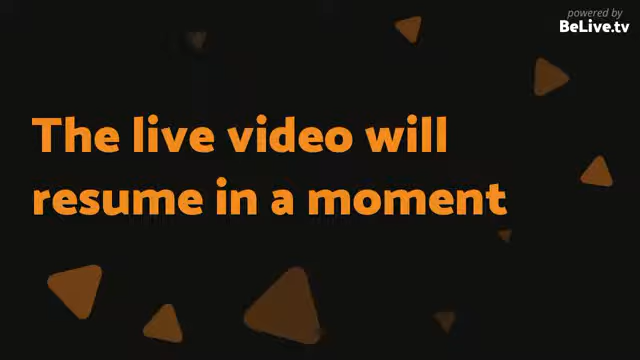 powered by
BeLive.tv
The live video will
resume in a moment